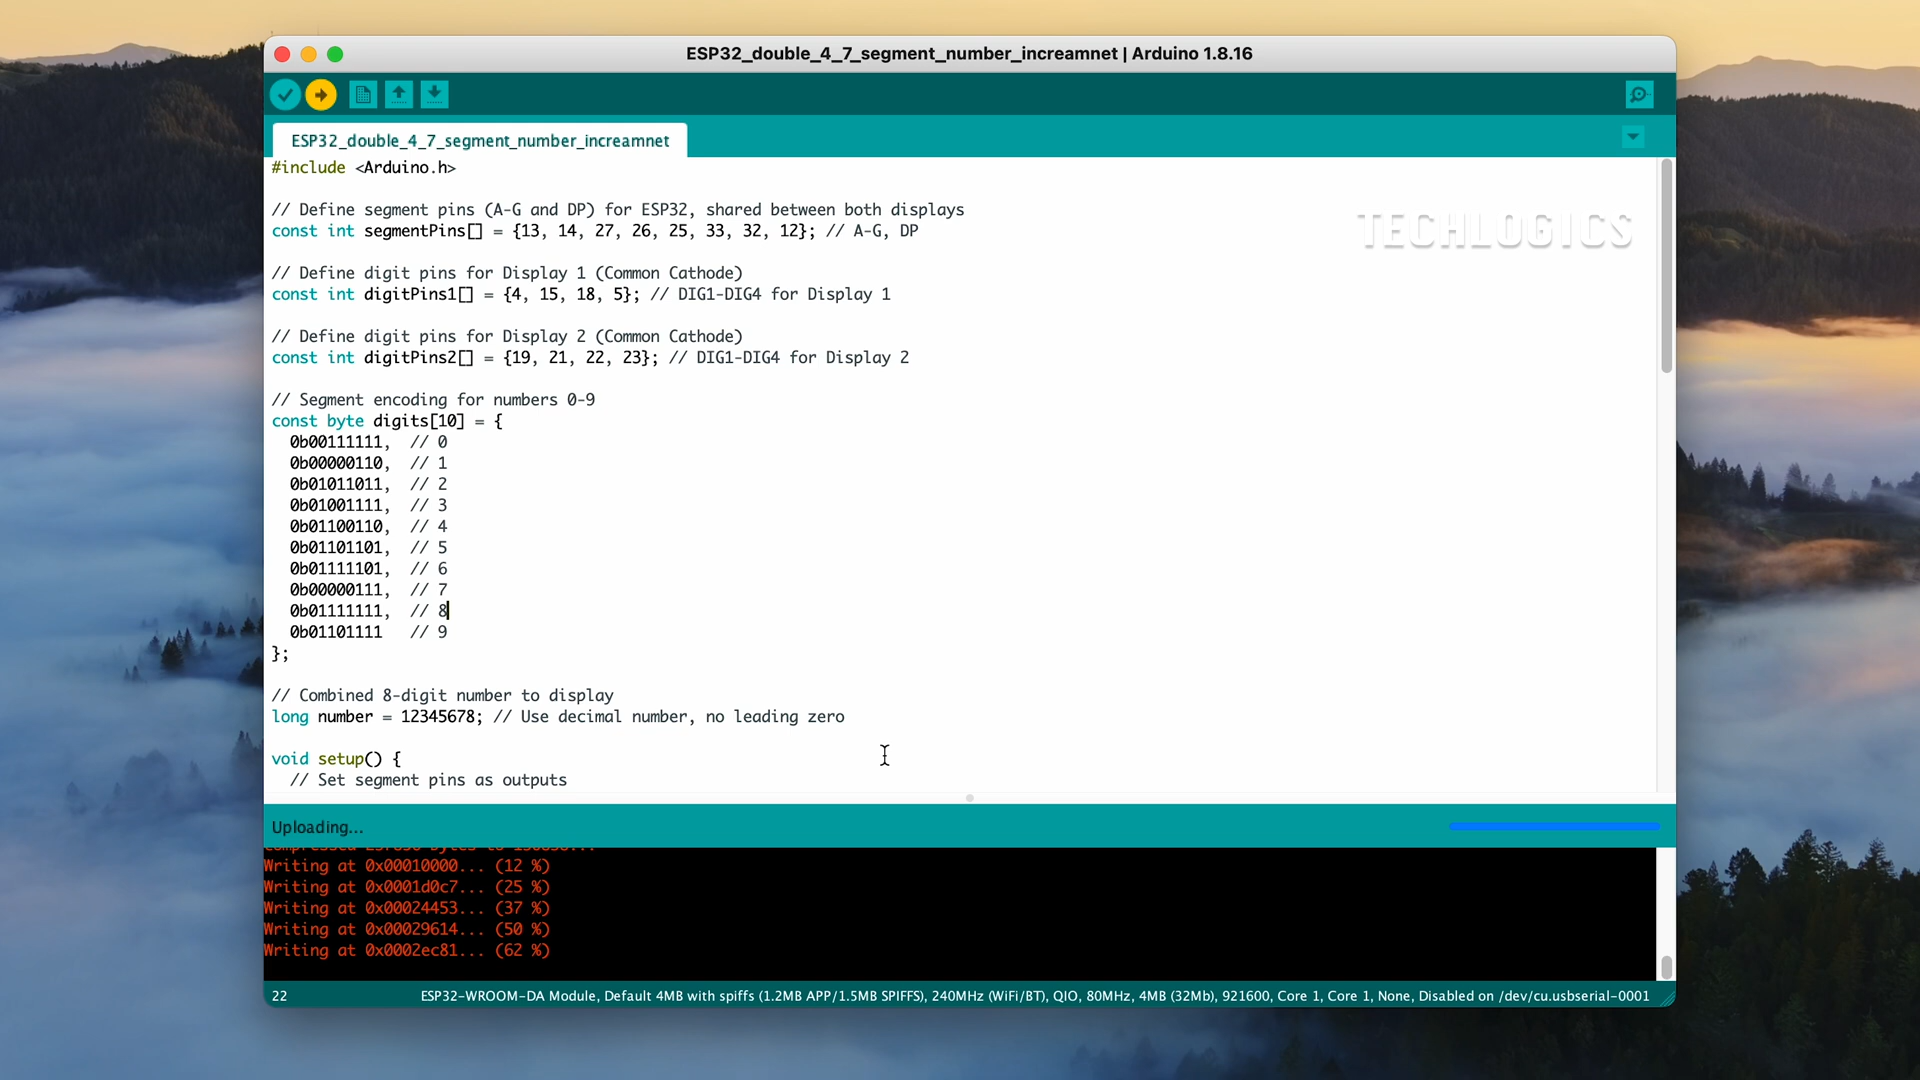 ESP32_double_4_7_segment_number_increamnet | Arduino 1.8.16
ESP32_double_4_7_segment_number_increamnet
#include <Arduino.h>
TECHLOGICS
// Define segment pins (A-G and DP) for ESP32, shared between both displays
const int segmentPins[] = {13, 14, 27, 26, 25, 33, 32, 12}; // A-G, DP
// Define digit pins for Display 1 (Common Cathode)
const int digitPins1[] = {4, 15, 18, 5}; // DIG1-DIG4 for Display 1
// Define digit pins for Display 2 (Common Cathode)
const int digitPins2[] = {19, 21, 22, 23}; // DIG1-DIG4 for Display 2
// Segment encoding for numbers 0-9
const byte digits[10] = {
0b00111111, // 0
0b00000110, // 1
0b01011011, // 2
0b01001111, // 3
0b01100110, // 4
0b01101101, // 5
0b01111101, // 6
0b00000111, // 7
0b01111111, // 8
0b01101111 // 9
};
// Combined 8-digit number to display
long number = 12345678; // Use decimal number, no leading zero
void setup() {
// Set segment pins as outputs
Uploading...
Writing at 0x00010000... (12 %)
Writing at 0x0001d0c7... (25 %)
Writing at 0x00024453... (37 %)
Writing at 0x00029614... (50 %)
Writing at 0x0002ec81... (62 %)
22
ESP32-WROOM-DA Module, Default 4MB with spiffs (1.2MB APP/1.5MB SPIFFS), 240MHz (WiFi/BT), QIO, 80MHz, 4MB (32Mb), 921600, Core 1, Core 1, None, Disabled on /dev/cu.usbserial-0001